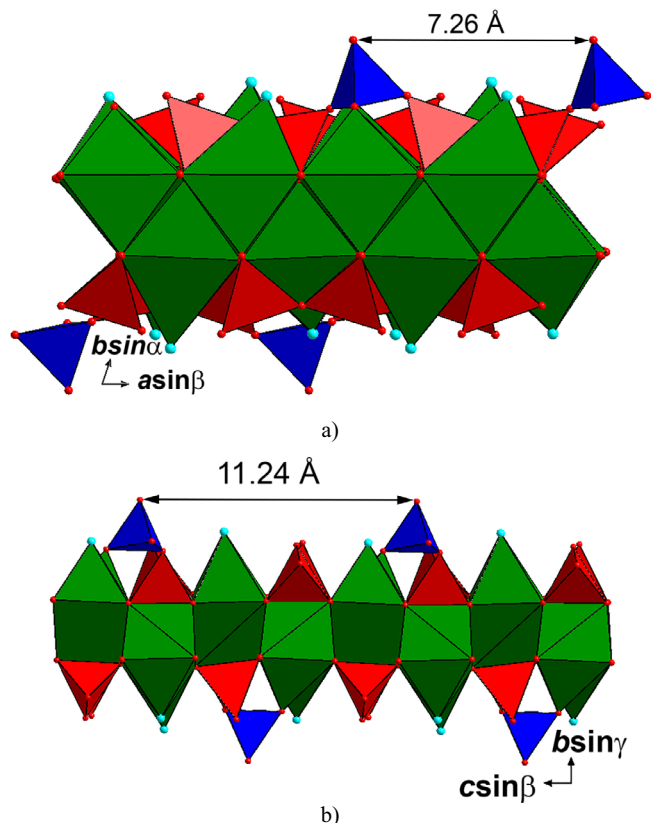 7.26 Å
bsinα
asinβ
a)
11.24 Å
bsinγ
csinβ
b)